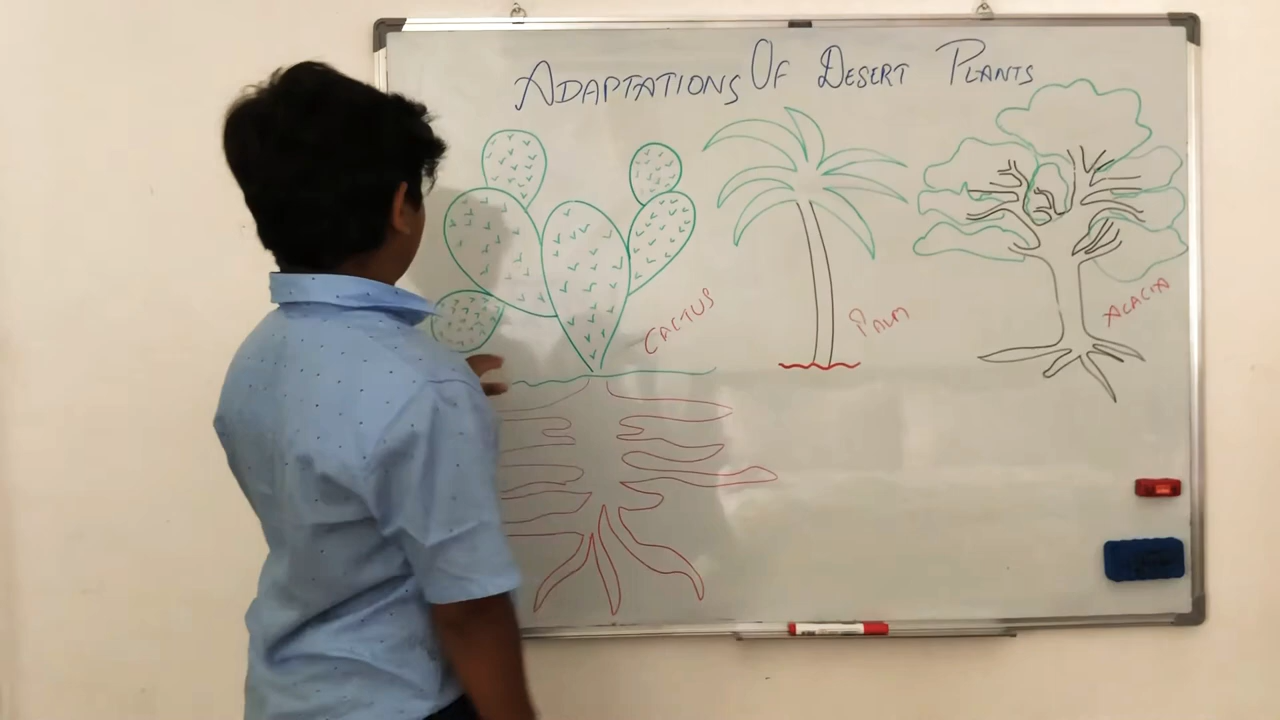 ADAPTATIONS OF DESERT PLANTS
CACTUS
PALM
ACACIA